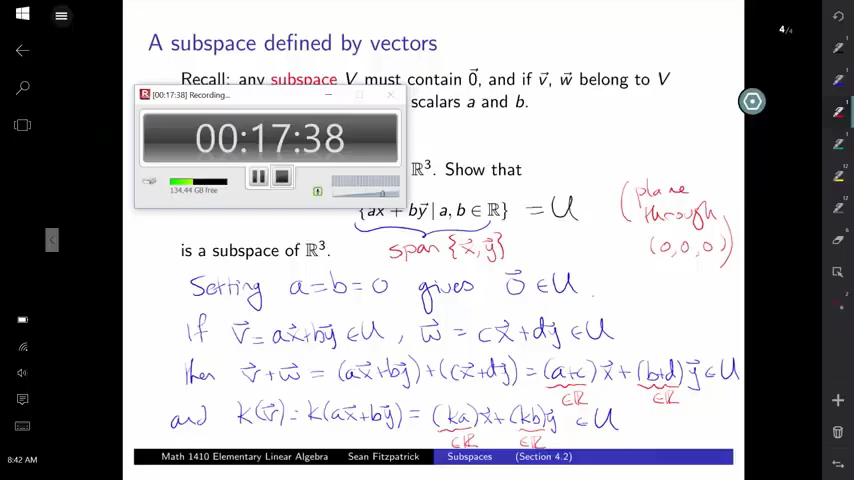 4/4
A subspace defined by vectors
Recall: any subspace V must contain 0⃗, and if v⃗, w⃗ belong to V
scalars a and b.
[00:17:38] Recording...
00:17:38
134.44 GB free
ℝ³. Show that
{ax⃗ + by⃗ | a, b ∈ ℝ} = U
(plane through (0,0,0))
is a subspace of ℝ³.
span {x⃗, y⃗}
Setting a=b=0 gives 0⃗ ∈ U.
If v⃗ = ax⃗+by⃗ ∈ U, w⃗ = cx⃗+dy⃗ ∈ U
then v⃗+w⃗ = (ax⃗+by⃗)+(cx⃗+dy⃗) = (a+c)x⃗+(b+d)y⃗ ∈ U
∈ℝ ∈ℝ
and k(v⃗) = k(ax⃗+by⃗) = (ka)x⃗+(kb)y⃗ ∈ U
∈ℝ ∈ℝ
Math 1410 Elementary Linear Algebra Sean Fitzpatrick Subspaces (Section 4.2)
8:42 AM